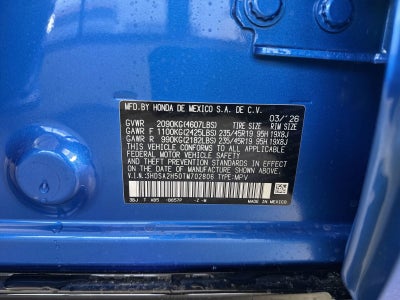 MFD. BY HONDA DE MEXICO S.A. DE C.V.
03/'26
GVWR 2090KG(4607LBS) TIRE SIZE RIM SIZE
GAWR F 1100KG(2425LBS) 235/45R19 95H 19X8J
GAWR R 990KG(2182LBS) 235/45R19 95H 19X8J
THIS VEHICLE CONFORMS TO ALL APPLICABLE
FEDERAL MOTOR VEHICLE SAFETY, BUMPER,
AND THEFT PREVENTION STANDARDS IN EFFECT
ON THE DATE OF MANUFACTURE SHOWN ABOVE.
V.I.N.:3HDSA2H50TM702806 TYPE:MPV
MADE IN MEXICO